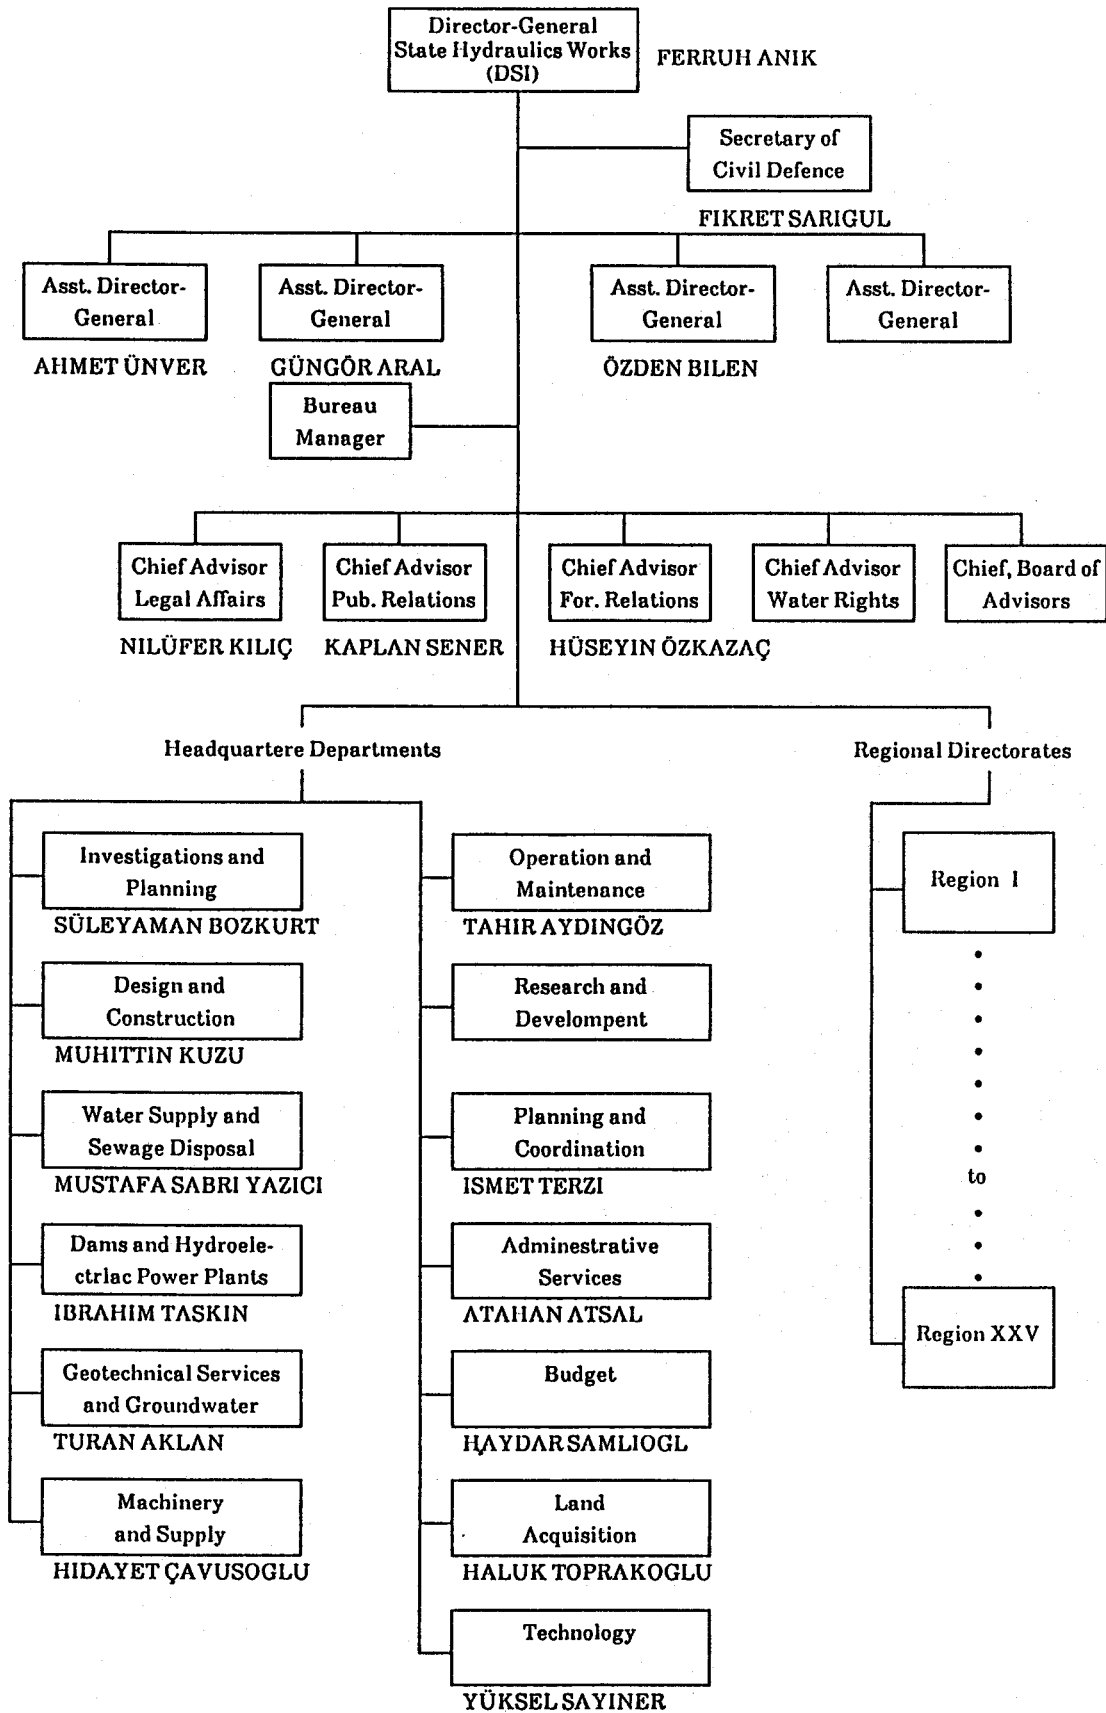 Director-General
State Hydraulics Works
(DSI)
FERRUH ANIK
Secretary of
Civil Defence
FIKRET SARIGUL
Asst. Director-
General
AHMET ÜNVER
Asst. Director-
General
GÜNGÖR ARAL
Asst. Director-
General
ÖZDEN BILEN
Asst. Director-
General
Bureau
Manager
Chief Advisor
Legal Affairs
NILÜFER KILIÇ
Chief Advisor
Pub. Relations
KAPLAN SENER
Chief Advisor
For. Relations
HÜSEYIN ÖZKAZAÇ
Chief Advisor
Water Rights
Chief, Board of
Advisors
Headquartere Departments
Investigations and
Planning
SÜLEYAMAN BOZKURT
Design and
Construction
MUHITTIN KUZU
Water Supply and
Sewage Disposal
MUSTAFA SABRI YAZICI
Dams and Hydroele-
ctrlac Power Plants
IBRAHIM TASKIN
Geotechnical Services
and Groundwater
TURAN AKLAN
Machinery
and Supply
HIDAYET ÇAVUSOGLU
Operation and
Maintenance
TAHIR AYDINGÖZ
Research and
Develompent
Planning and
Coordination
ISMET TERZI
Adminestrative
Services
ATAHAN ATSAL
Budget
HAYDAR SAMLIOGL
Land
Acquisition
HALUK TOPRAKOGLU
Technology
YÜKSEL SAYINER
Regional Directorates
Region I
to
Region XXV